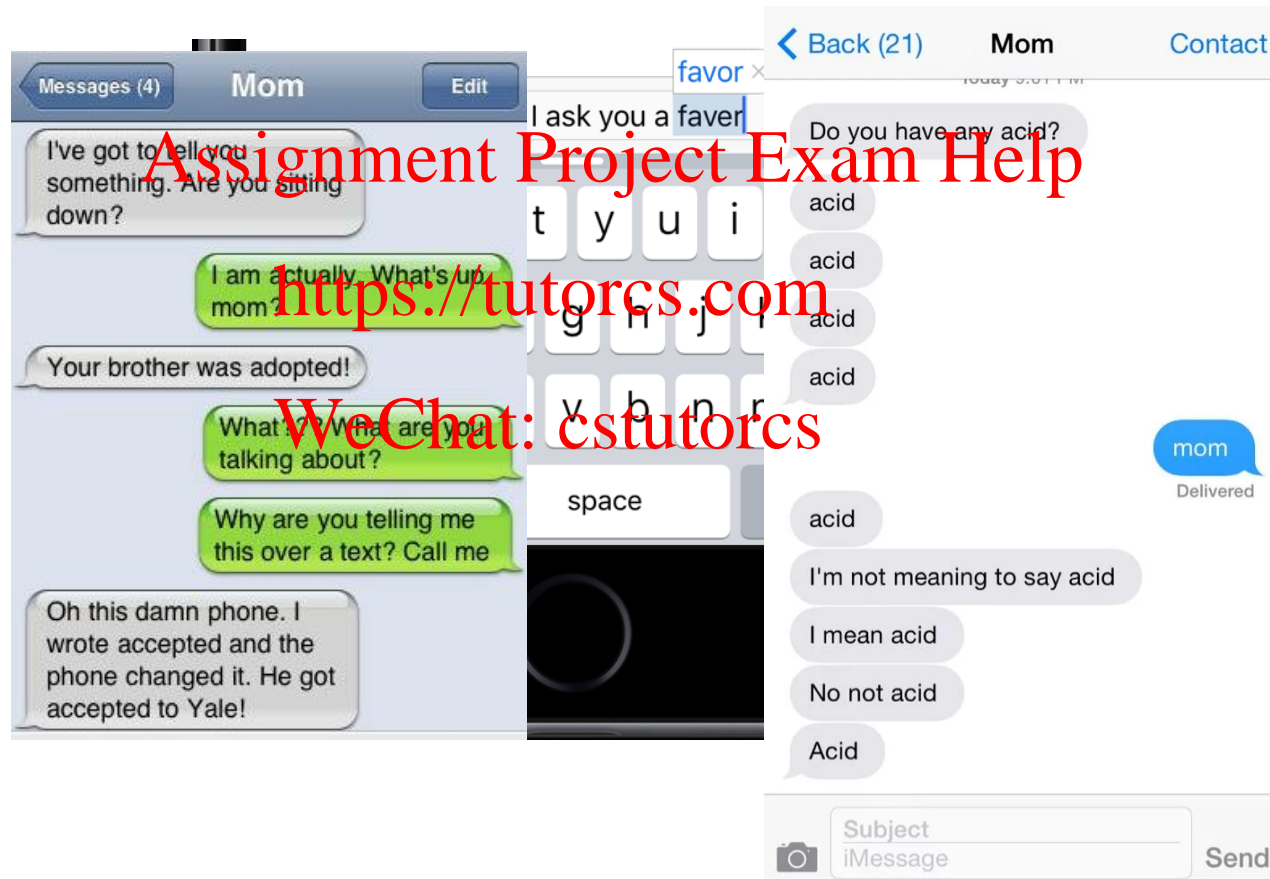 Messages (4)
Mom
Edit
I've got to tell you
something. Are you sitting
down?
I am actually. What's up
mom?
Your brother was adopted!
What??? What are you
talking about?
Why are you telling me
this over a text? Call me
Oh this damn phone. I
wrote accepted and the
phone changed it. He got
accepted to Yale!
favor ×
I ask you a faver
t y u i
g h j
v b n
space
Back (21)
Mom
Contact
Do you have any acid?
acid
acid
acid
acid
mom
Delivered
acid
I'm not meaning to say acid
I mean acid
No not acid
Acid
Subject
iMessage
Send
Assignment Project Exam Help
https://tutorcs.com
WeChat: cstutorcs